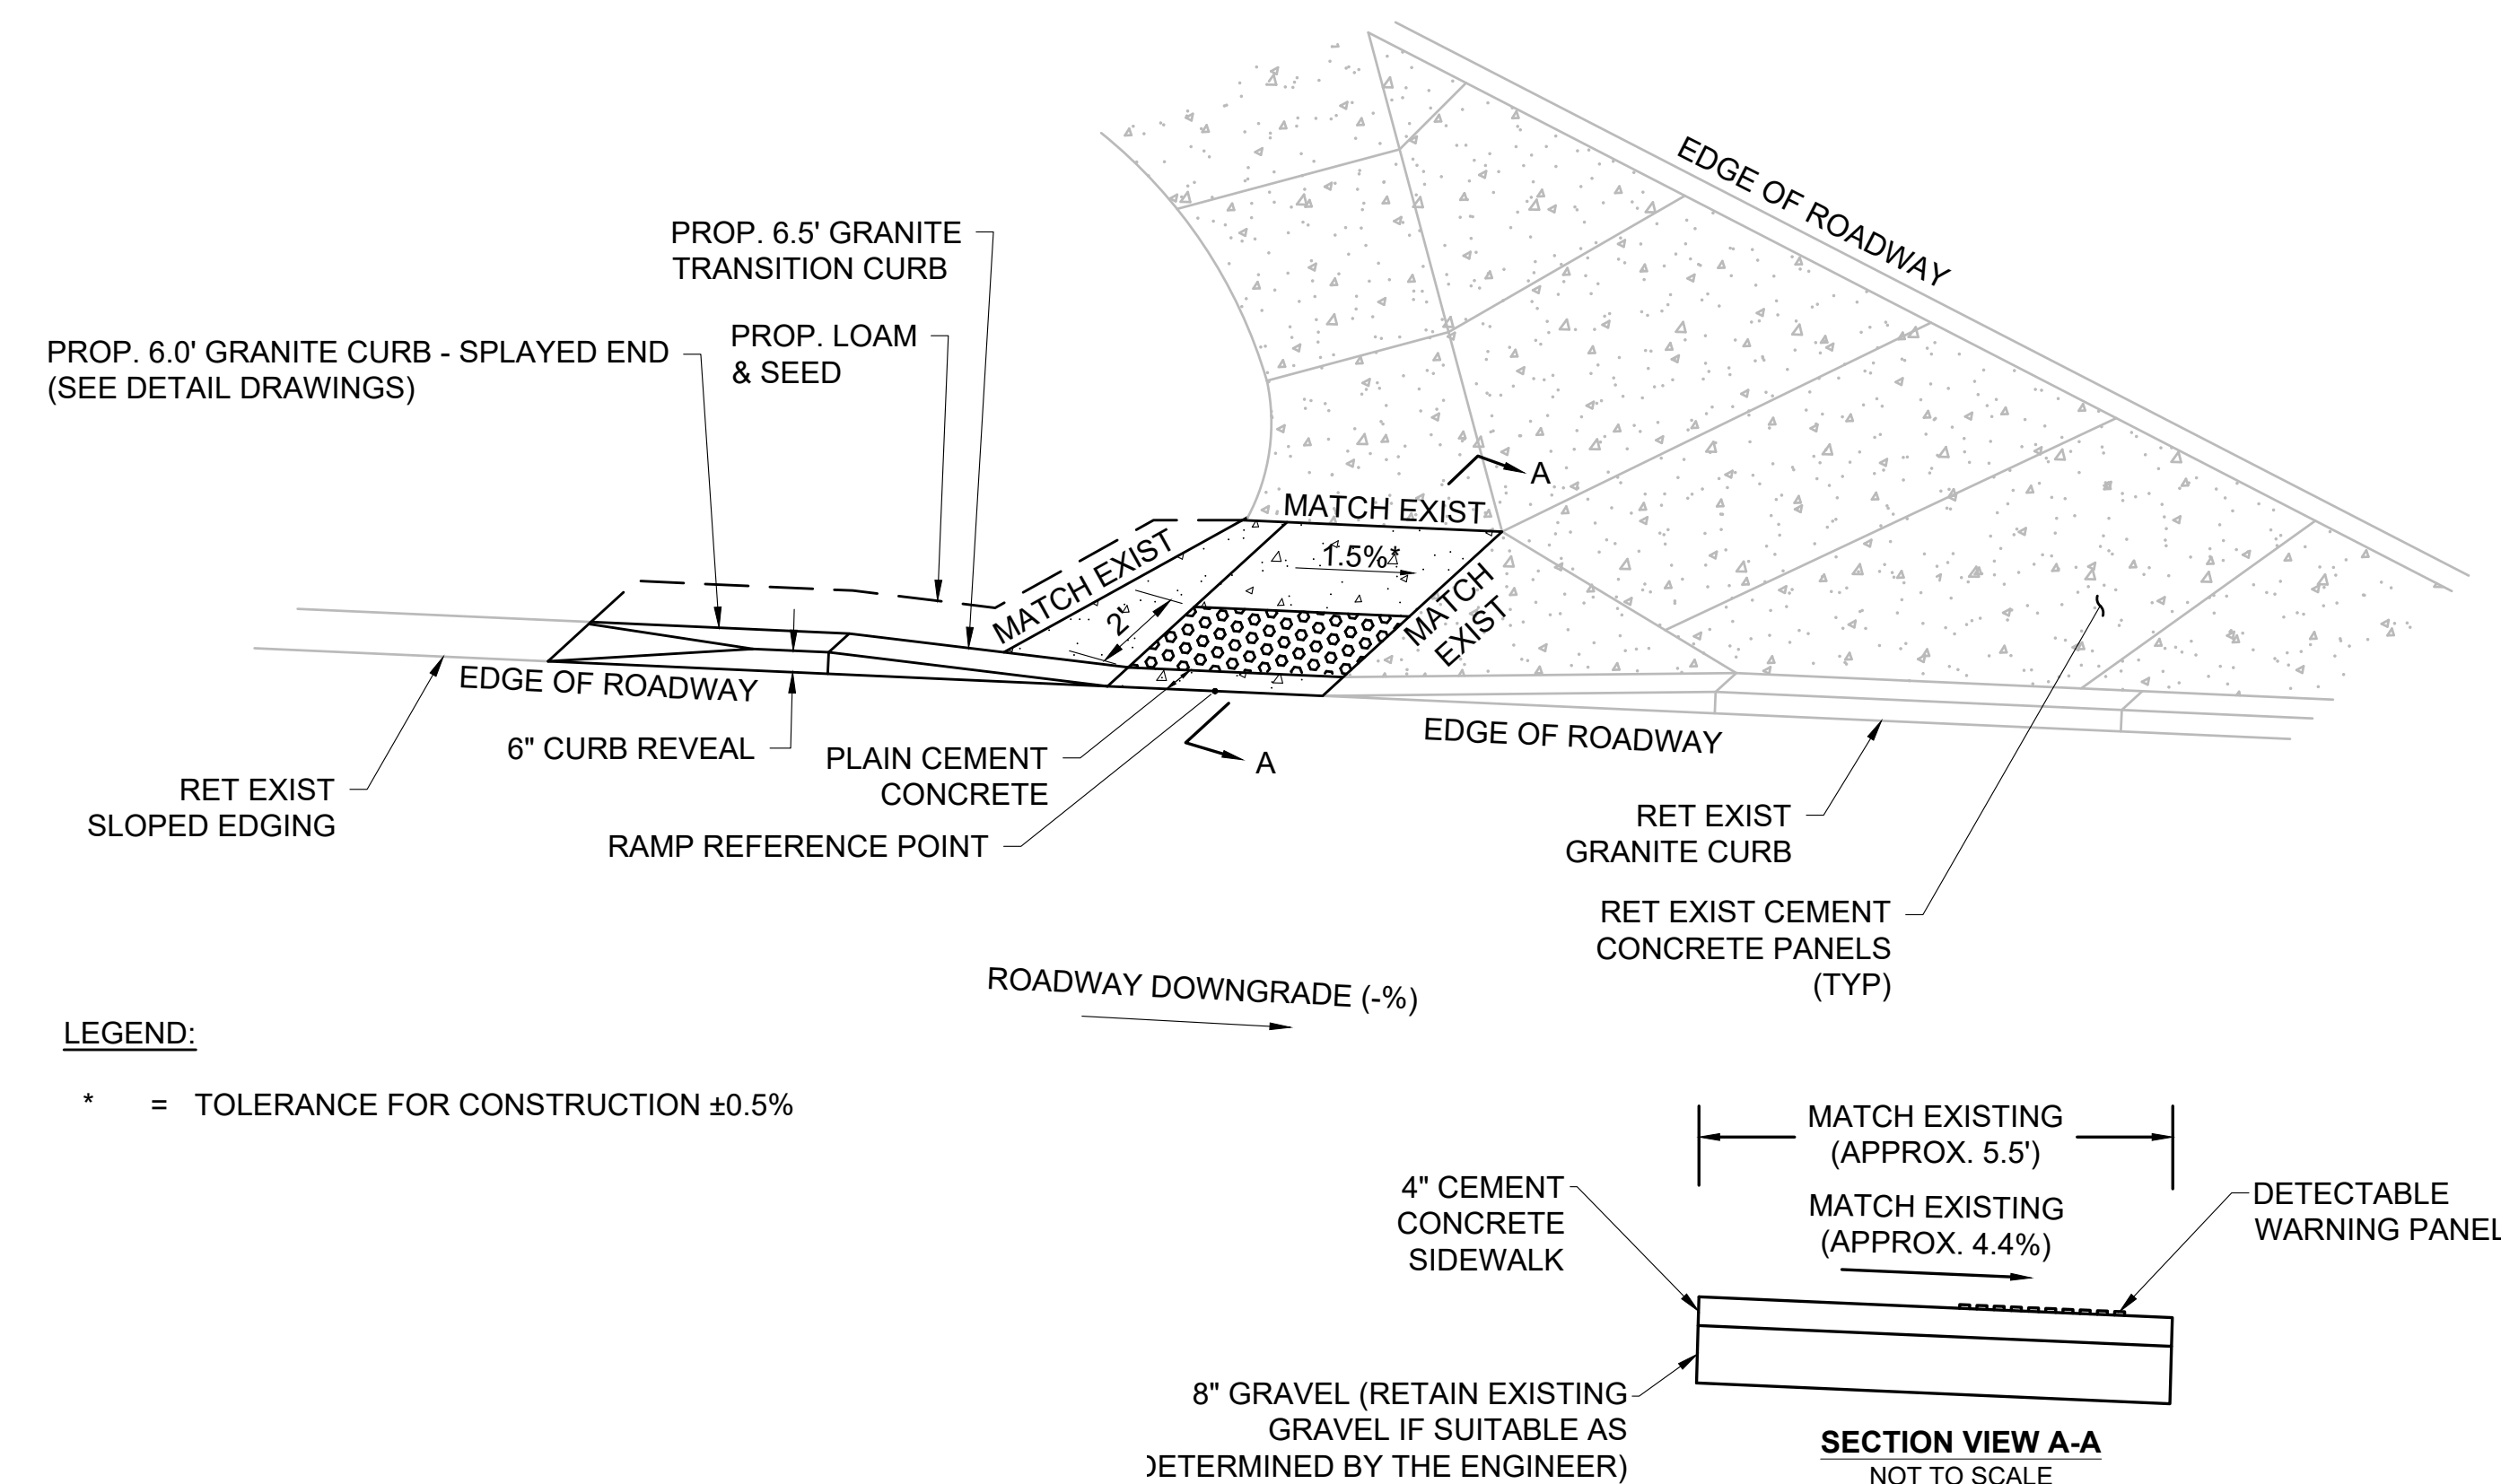 EDGE OF ROADWAY
PROP. 6.5' GRANITE
TRANSITION CURB
PROP. LOAM
& SEED
PROP. 6.0' GRANITE CURB - SPLAYED END
(SEE DETAIL DRAWINGS)
A
MATCH EXIST
1.5%*
MATCH EXIST
2'
MATCH
EXIST
EDGE OF ROADWAY
6" CURB REVEAL
PLAIN CEMENT
CONCRETE
A
EDGE OF ROADWAY
RET EXIST
SLOPED EDGING
RAMP REFERENCE POINT
RET EXIST
GRANITE CURB
RET EXIST CEMENT
CONCRETE PANELS
(TYP)
ROADWAY DOWNGRADE (-%)
LEGEND:
* = TOLERANCE FOR CONSTRUCTION ±0.5%
MATCH EXISTING
(APPROX. 5.5')
4" CEMENT
CONCRETE
SIDEWALK
MATCH EXISTING
(APPROX. 4.4%)
DETECTABLE
WARNING PANEL
8" GRAVEL (RETAIN EXISTING
GRAVEL IF SUITABLE AS
DETERMINED BY THE ENGINEER)
SECTION VIEW A-A
NOT TO SCALE